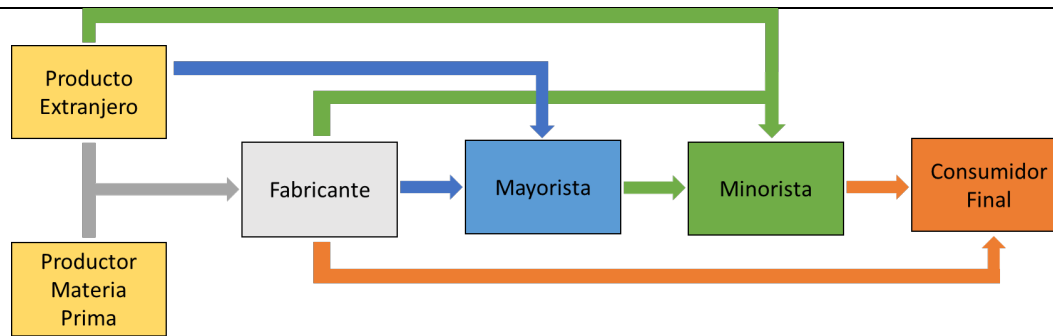 Producto
Extranjero
Fabricante
Mayorista
Minorista
Consumidor
Final
Productor
Materia
Prima